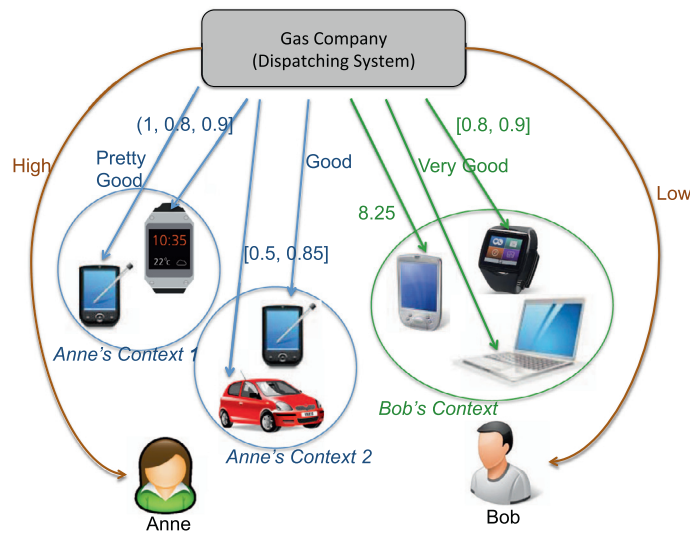 Gas Company
(Dispatching System)
(1, 0.8, 0.9]
[0.8, 0.9]
High
Pretty
Good
Good
Very Good
Low
8.25
10:35
22°c
[0.5, 0.85]
Anne's Context 1
Bob's Context
Anne's Context 2
Anne
Bob